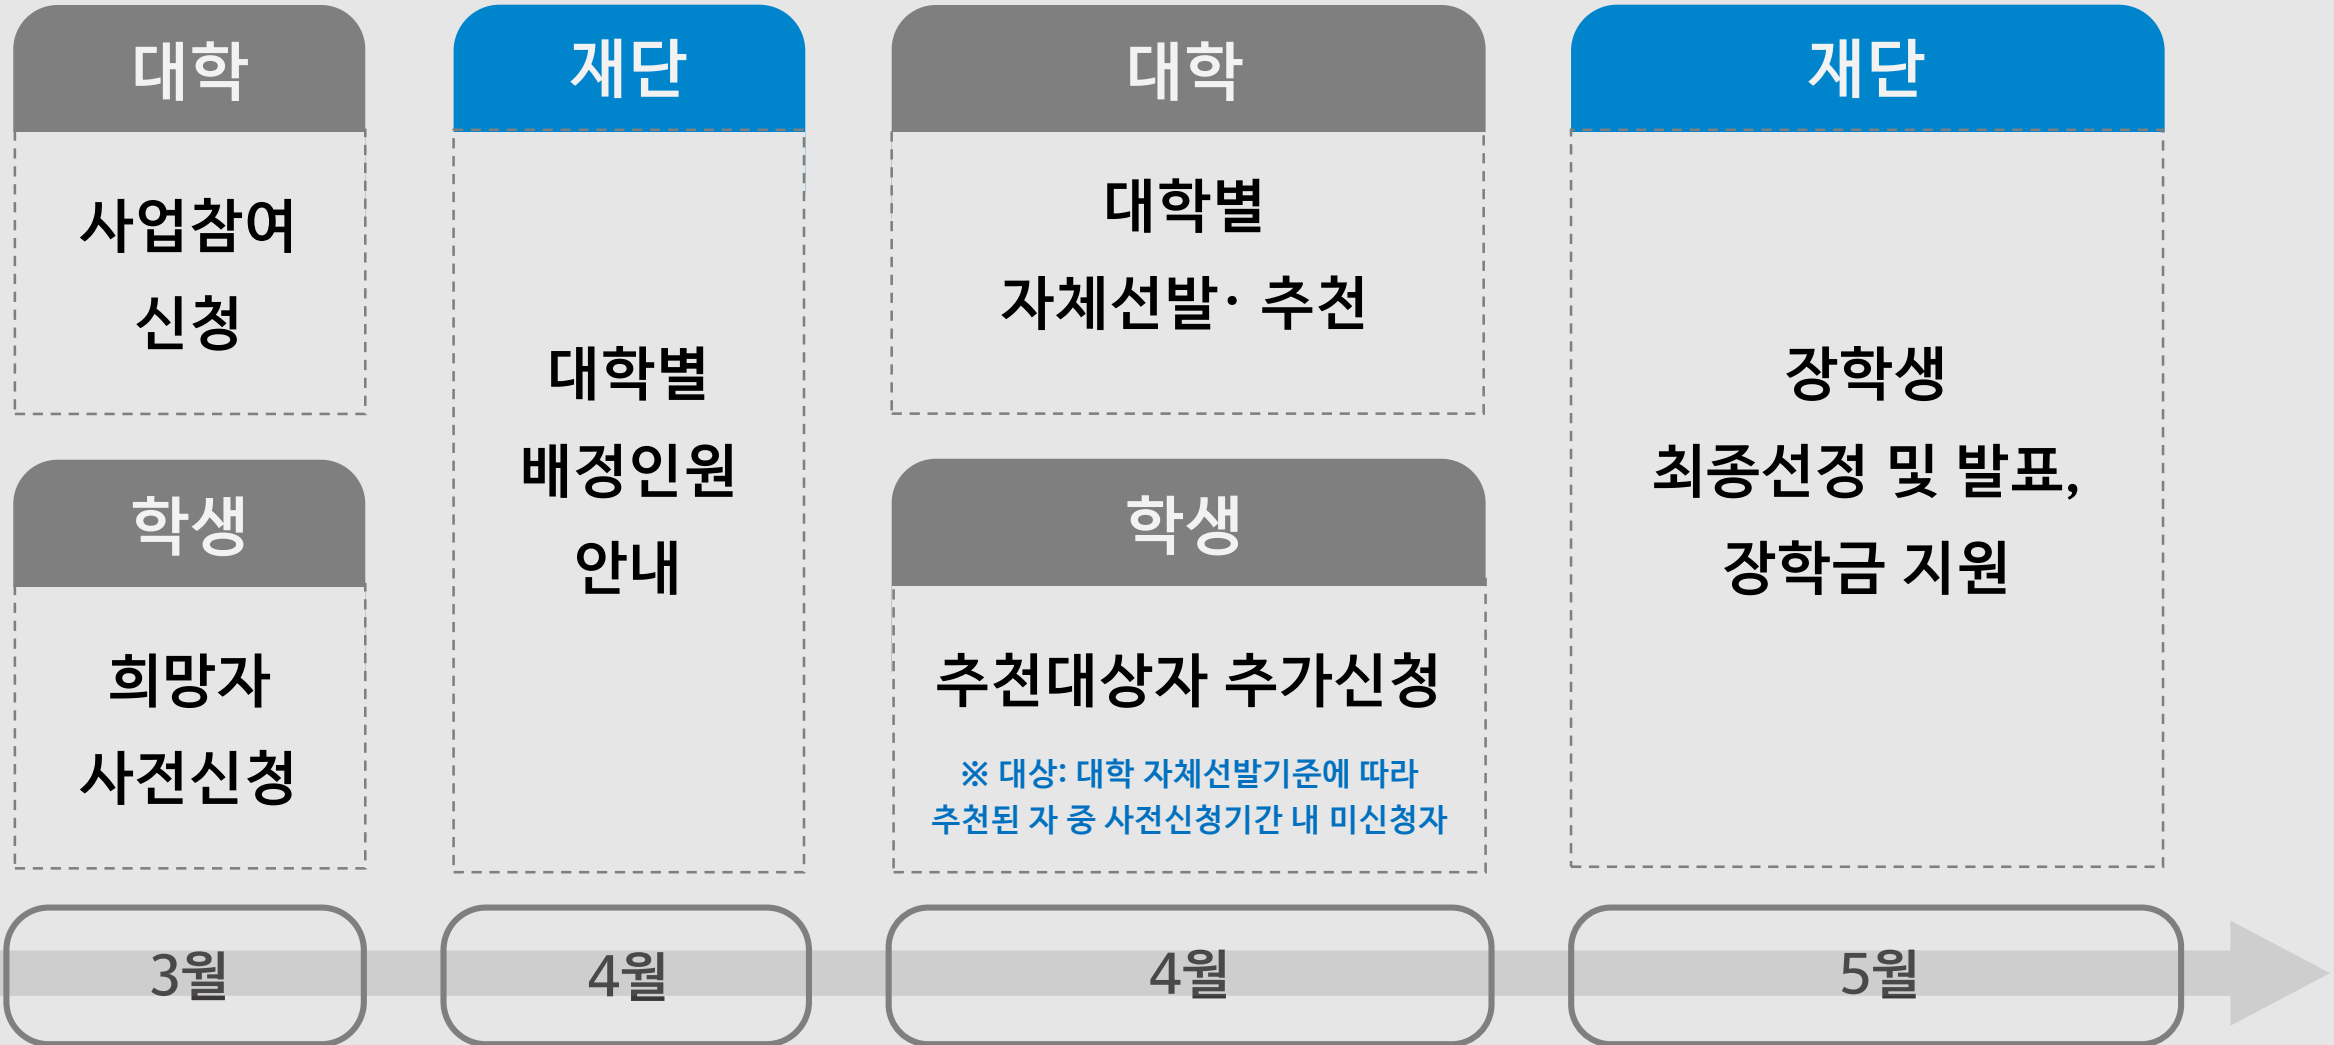 대학
사업참여
신청
학생
희망자
사전신청
재단
대학별
배정인원
안내
대학
대학별
자체선발· 추천
학생
추천대상자 추가신청
※ 대상: 대학 자체선발기준에 따라
추천된 자 중 사전신청기간 내 미신청자
재단
장학생
최종선정 및 발표,
장학금 지원
3월
4월
4월
5월